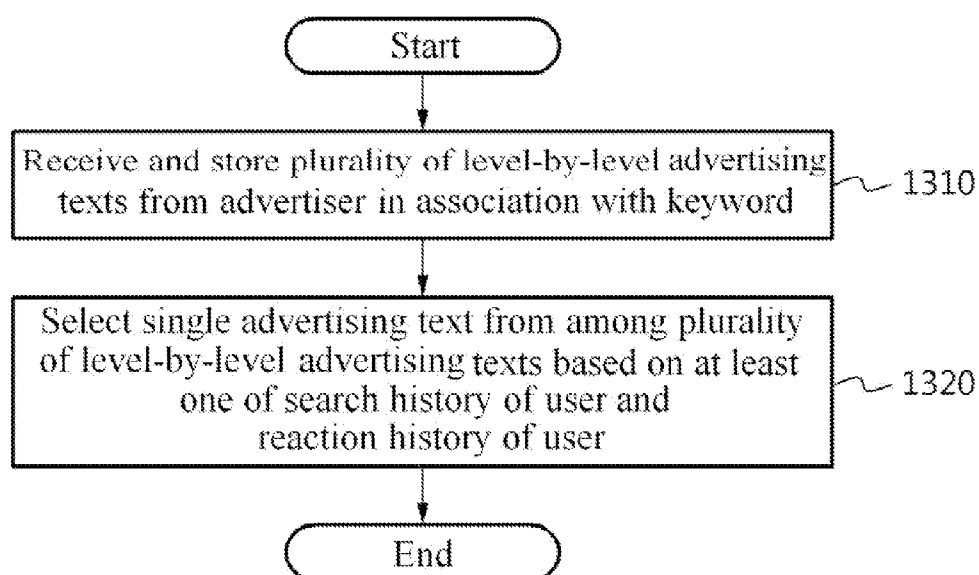 Start
Receive and store plurality of level-by-level advertising
texts from advertiser in association with keyword
1310
Select single advertising text from among plurality
of level-by-level advertising texts based on at least
one of search history of user and
reaction history of user
1320
End